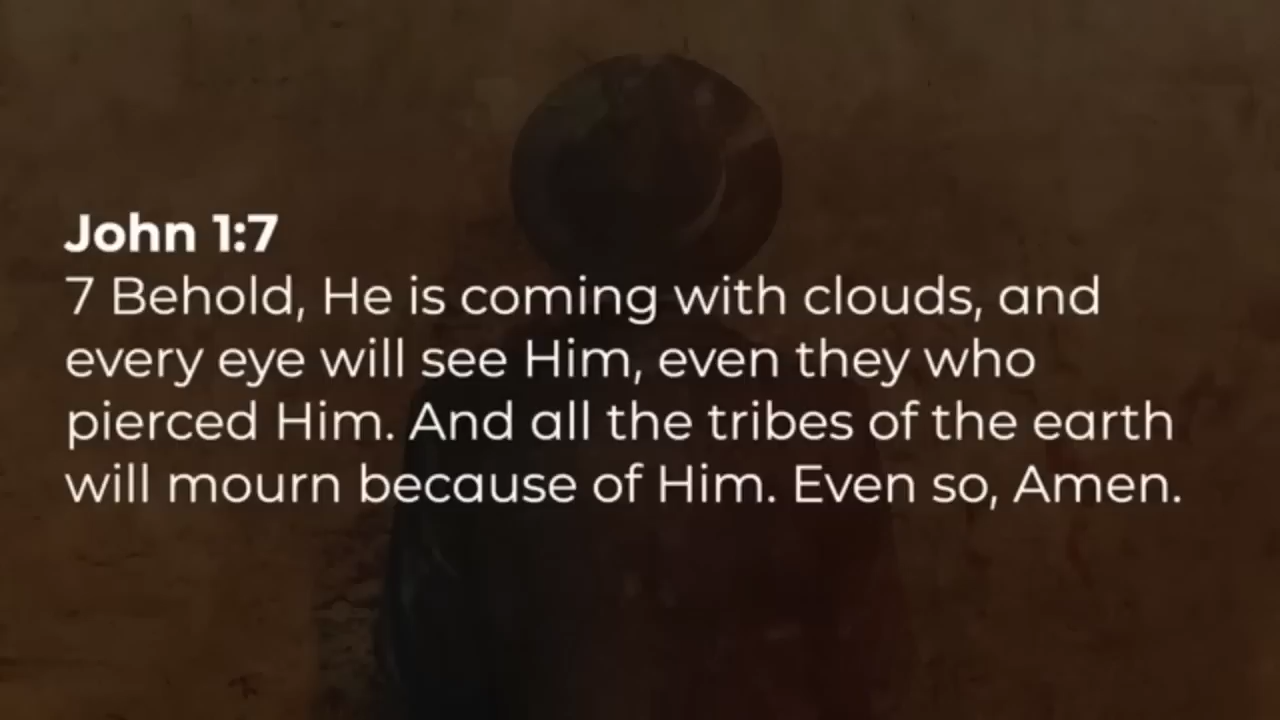 John 1:7
7 Behold, He is coming with clouds, and
every eye will see Him, even they who
pierced Him. And all the tribes of the earth
will mourn because of Him. Even so, Amen.